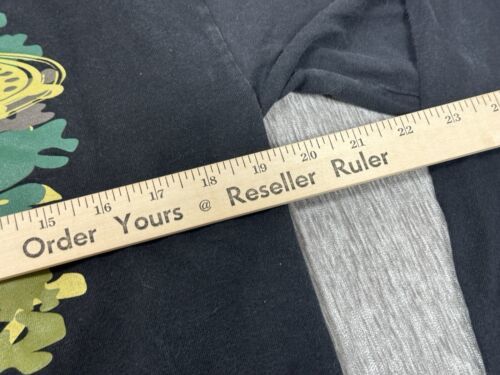 15 16 17 18 19 20 21 22 23
Order Yours @ Reseller Ruler